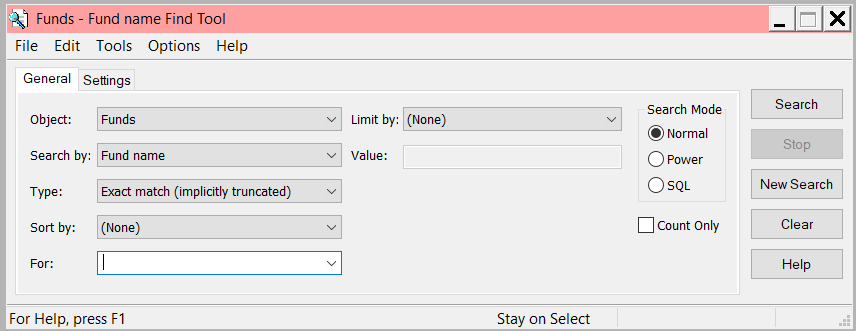 Funds - Fund name Find Tool
File Edit Tools Options Help
General Settings
Object: Funds Limit by: (None)
Search by: Fund name Value:
Type: Exact match (implicitly truncated)
Sort by: (None)
For:
Search Mode
Normal
Power
SQL
Count Only
Search
Stop
New Search
Clear
Help
For Help, press F1 Stay on Select